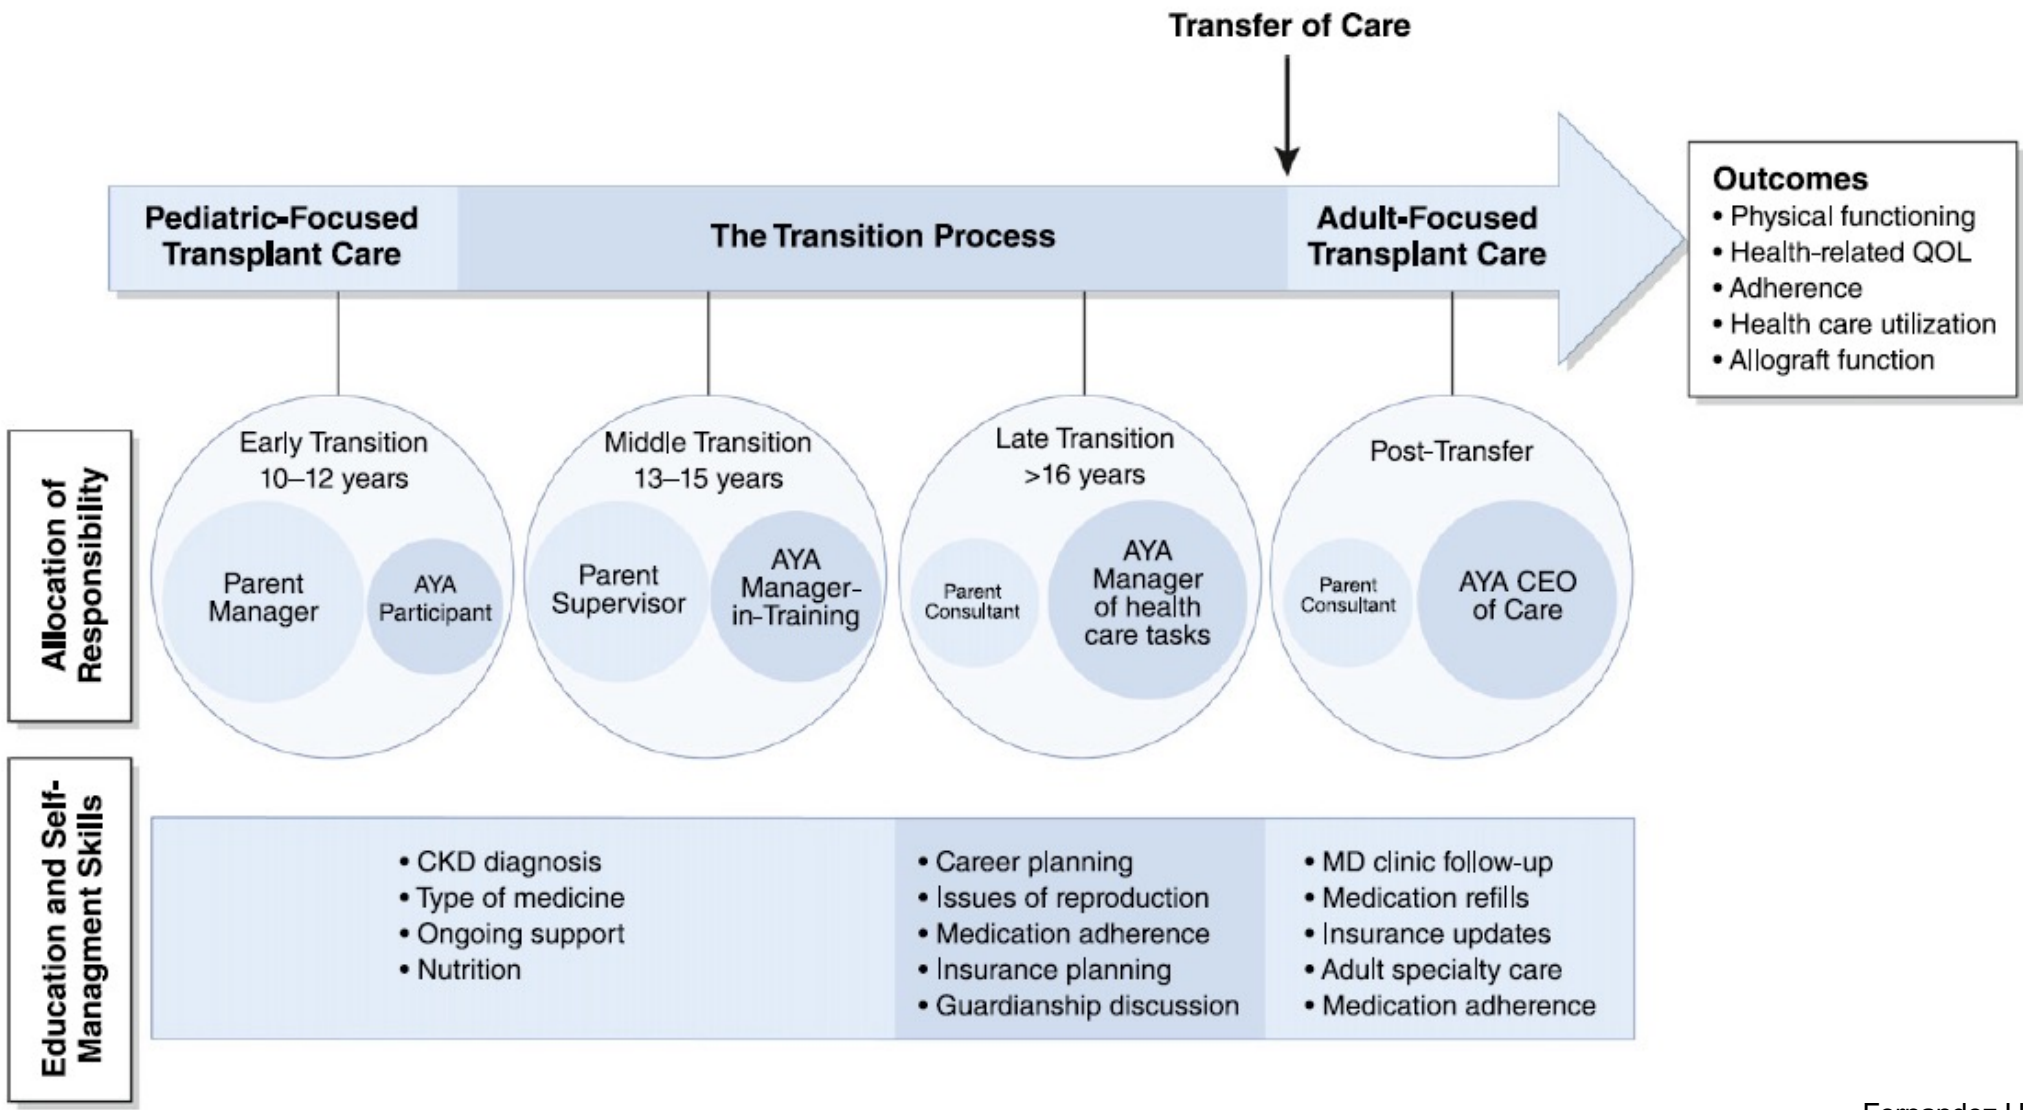 Transfer of Care
Pediatric-Focused
Transplant Care
The Transition Process
Adult-Focused
Transplant Care
Outcomes
• Physical functioning
• Health-related QOL
• Adherence
• Health care utilization
• Allograft function
Allocation of
Responsibility
Early Transition
10–12 years
Parent
Manager
AYA
Participant
Middle Transition
13–15 years
Parent
Supervisor
AYA
Manager-
in-Training
Late Transition
>16 years
Parent
Consultant
AYA
Manager
of health
care tasks
Post-Transfer
Parent
Consultant
AYA CEO
of Care
Education and Self-
Managment Skills
• CKD diagnosis
• Type of medicine
• Ongoing support
• Nutrition
• Career planning
• Issues of reproduction
• Medication adherence
• Insurance planning
• Guardianship discussion
• MD clinic follow-up
• Medication refills
• Insurance updates
• Adult specialty care
• Medication adherence